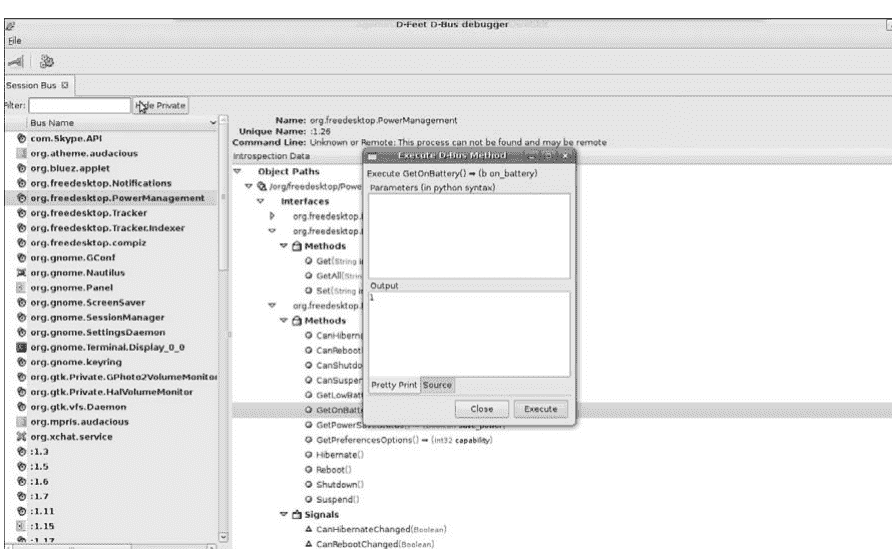 D-Feet D-Bus debugger
File
Session Bus
Filter:
Hide Private
Bus Name
com.Skype.API
org.atheme.audacious
org.bluez.applet
org.freedesktop.Notifications
org.freedesktop.PowerManagement
org.freedesktop.Tracker
org.freedesktop.Tracker.Indexer
org.freedesktop.compiz
org.gnome.GConf
org.gnome.Nautilus
org.gnome.Panel
org.gnome.ScreenSaver
org.gnome.SessionManager
org.gnome.SettingsDaemon
org.gnome.Terminal.Display_0_0
org.gnome.keyring
org.gtk.Private.GPhoto2VolumeMonitor
org.gtk.Private.HalVolumeMonitor
org.gtk.vfs.Daemon
org.mpris.audacious
org.xchat.service
:1.3
:1.5
:1.6
:1.7
:1.11
:1.15
:1.17
Name: org.freedesktop.PowerManagement
Unique Name: :1.26
Command Line: Unknown or Remote: This process can not be found and may be remote
Introspection Data
Object Paths
/org/freedesktop/Powe
Interfaces
org.freedesktop.
org.freedesktop.
Methods
Get(String i
GetAll(Strin
Set(String i
org.freedesktop.
Methods
CanHibern
CanReboot
CanShutdo
CanSuspen
GetLowBat
GetOnBatt
GetPowerSaveStatus() → (Boolean save_power)
GetPreferencesOptions() → (Int32 capability)
Hibernate()
Reboot()
Shutdown()
Suspend()
Signals
CanHibernateChanged(Boolean)
CanRebootChanged(Boolean)
Execute D-Bus Method
Execute GetOnBattery() → (b on_battery)
Parameters (in python syntax)
Output
1
Pretty Print
Source
Close
Execute